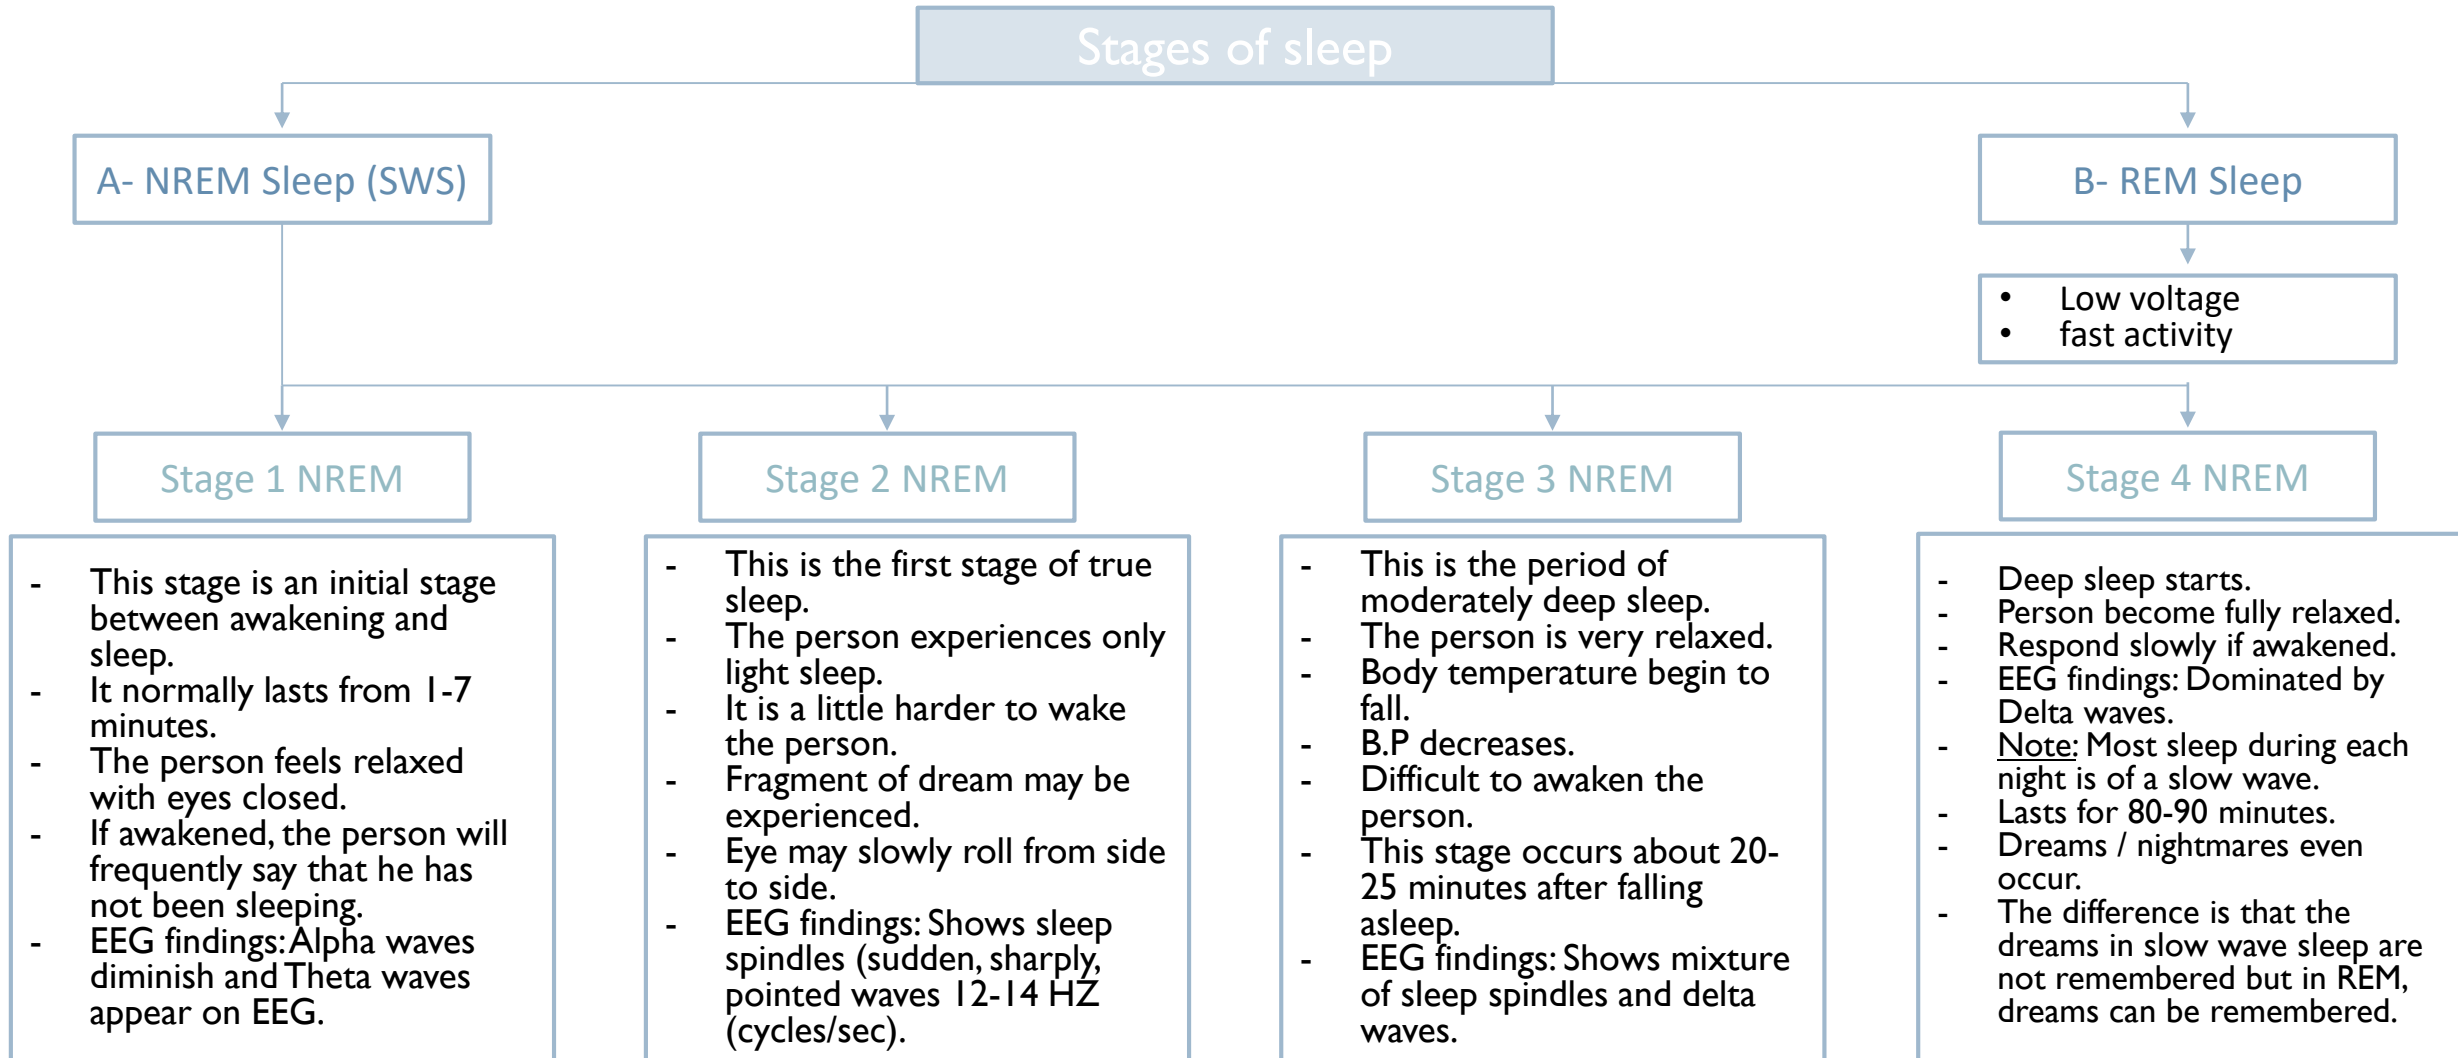 Stages of sleep
A- NREM Sleep (SWS)
B- REM Sleep
• Low voltage
• fast activity
Stage 1 NREM
Stage 2 NREM
Stage 3 NREM
Stage 4 NREM
- This stage is an initial stage
between awakening and
sleep.
- It normally lasts from 1-7
minutes.
- The person feels relaxed
with eyes closed.
- If awakened, the person will
frequently say that he has
not been sleeping.
- EEG findings: Alpha waves
diminish and Theta waves
appear on EEG.
- This is the first stage of true
sleep.
- The person experiences only
light sleep.
- It is a little harder to wake
the person.
- Fragment of dream may be
experienced.
- Eye may slowly roll from side
to side.
- EEG findings: Shows sleep
spindles (sudden, sharply,
pointed waves 12-14 HZ
(cycles/sec).
- This is the period of
moderately deep sleep.
- The person is very relaxed.
- Body temperature begin to
fall.
- B.P decreases.
- Difficult to awaken the
person.
- This stage occurs about 20-
25 minutes after falling
asleep.
- EEG findings: Shows mixture
of sleep spindles and delta
waves.
- Deep sleep starts.
- Person become fully relaxed.
- Respond slowly if awakened.
- EEG findings: Dominated by
Delta waves.
- Note: Most sleep during each
night is of a slow wave.
- Lasts for 80-90 minutes.
- Dreams / nightmares even
occur.
- The difference is that the
dreams in slow wave sleep are
not remembered but in REM,
dreams can be remembered.